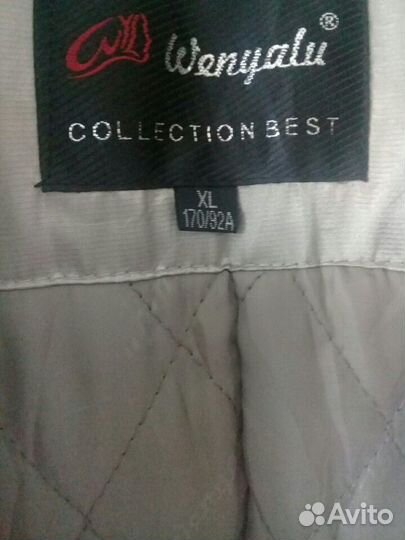 Wenyalu®
COLLECTION BEST
XL
170/92A
Avito